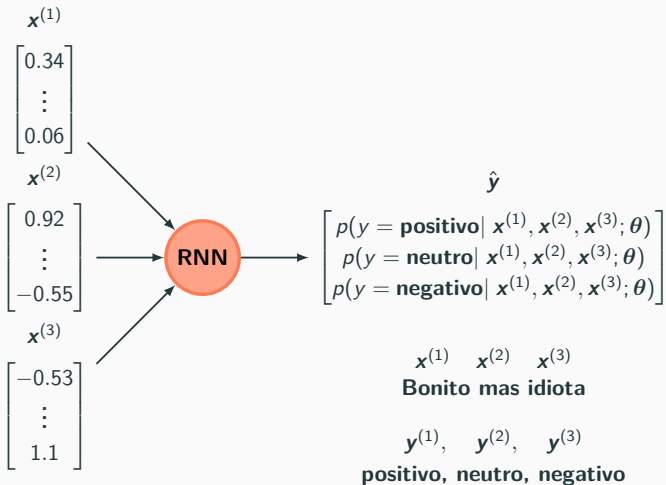 x^(1)
[0.34
⋮
0.06]
x^(2)
[0.92
⋮
−0.55]
x^(3)
[−0.53
⋮
1.1]
RNN
ŷ
[p(y = positivo| x^(1), x^(2), x^(3); θ)
p(y = neutro| x^(1), x^(2), x^(3); θ)
p(y = negativo| x^(1), x^(2), x^(3); θ)]
x^(1) x^(2) x^(3)
Bonito mas idiota
y^(1), y^(2), y^(3)
positivo, neutro, negativo